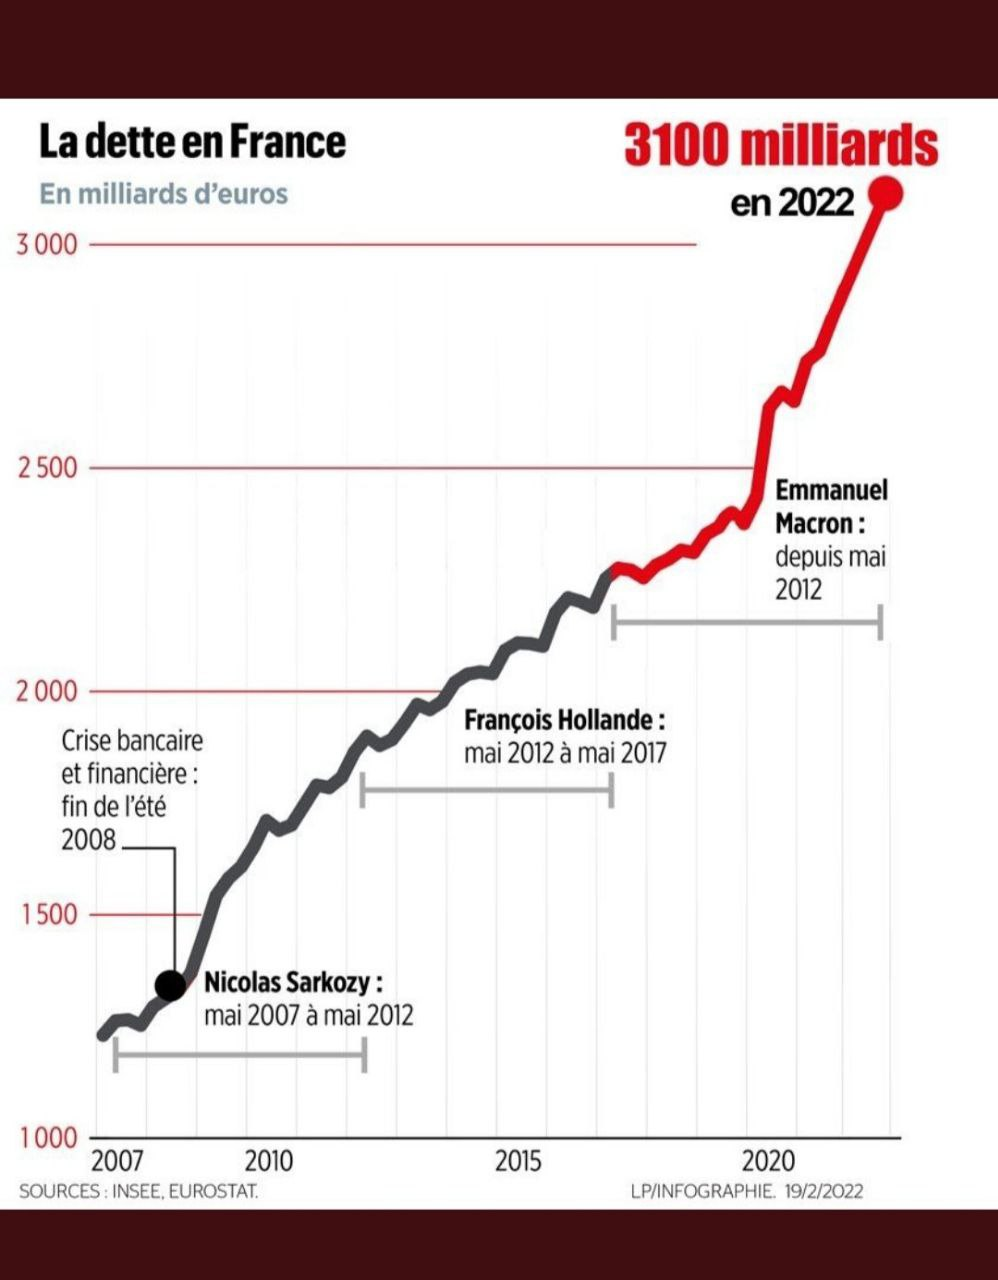 La dette en France
En milliards d'euros
3100 milliards
en 2022
3 000
2 500
Emmanuel
Macron :
depuis mai
2012
2 000
François Hollande :
mai 2012 à mai 2017
Crise bancaire
et financière :
fin de l'été
2008
1 500
Nicolas Sarkozy :
mai 2007 à mai 2012
1 000
2007 2010 2015 2020
SOURCES : INSEE, EUROSTAT. LP/INFOGRAPHIE. 19/2/2022